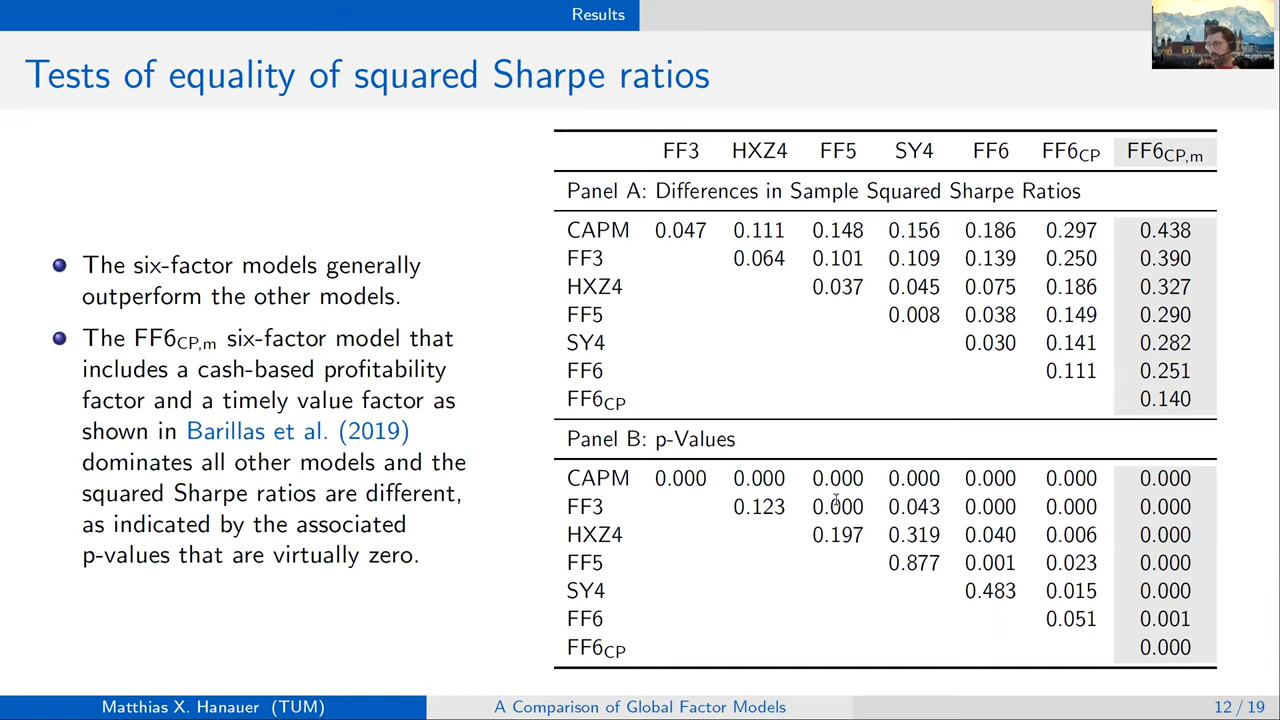 Results
Tests of equality of squared Sharpe ratios
The six-factor models generally
outperform the other models.
The FF6CP,m six-factor model that
includes a cash-based profitability
factor and a timely value factor as
shown in Barillas et al. (2019)
dominates all other models and the
squared Sharpe ratios are different,
as indicated by the associated
p-values that are virtually zero.
FF3 HXZ4 FF5 SY4 FF6 FF6CP FF6CP,m
Panel A: Differences in Sample Squared Sharpe Ratios
CAPM 0.047 0.111 0.148 0.156 0.186 0.297 0.438
FF3 0.064 0.101 0.109 0.139 0.250 0.390
HXZ4 0.037 0.045 0.075 0.186 0.327
FF5 0.008 0.038 0.149 0.290
SY4 0.030 0.141 0.282
FF6 0.111 0.251
FF6CP 0.140
Panel B: p-Values
CAPM 0.000 0.000 0.000 0.000 0.000 0.000 0.000
FF3 0.123 0.000 0.043 0.000 0.000 0.000
HXZ4 0.197 0.319 0.040 0.006 0.000
FF5 0.877 0.001 0.023 0.000
SY4 0.483 0.015 0.000
FF6 0.051 0.001
FF6CP 0.000
Matthias X. Hanauer (TUM) A Comparison of Global Factor Models 12 / 19